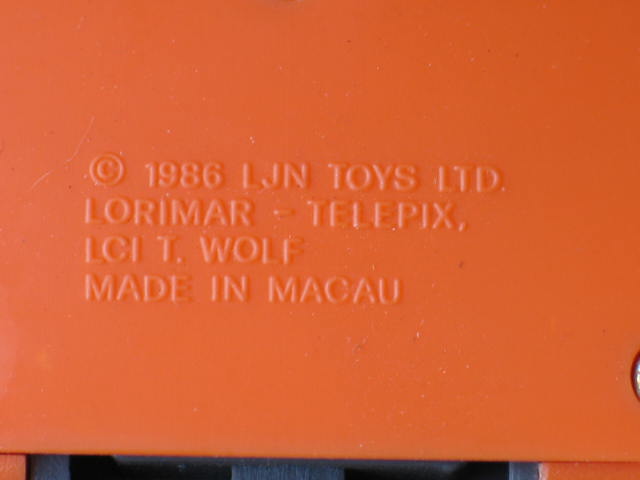 © 1986 LJN TOYS LTD.
LORIMAR - TELEPIX,
LCI T. WOLF
MADE IN MACAU